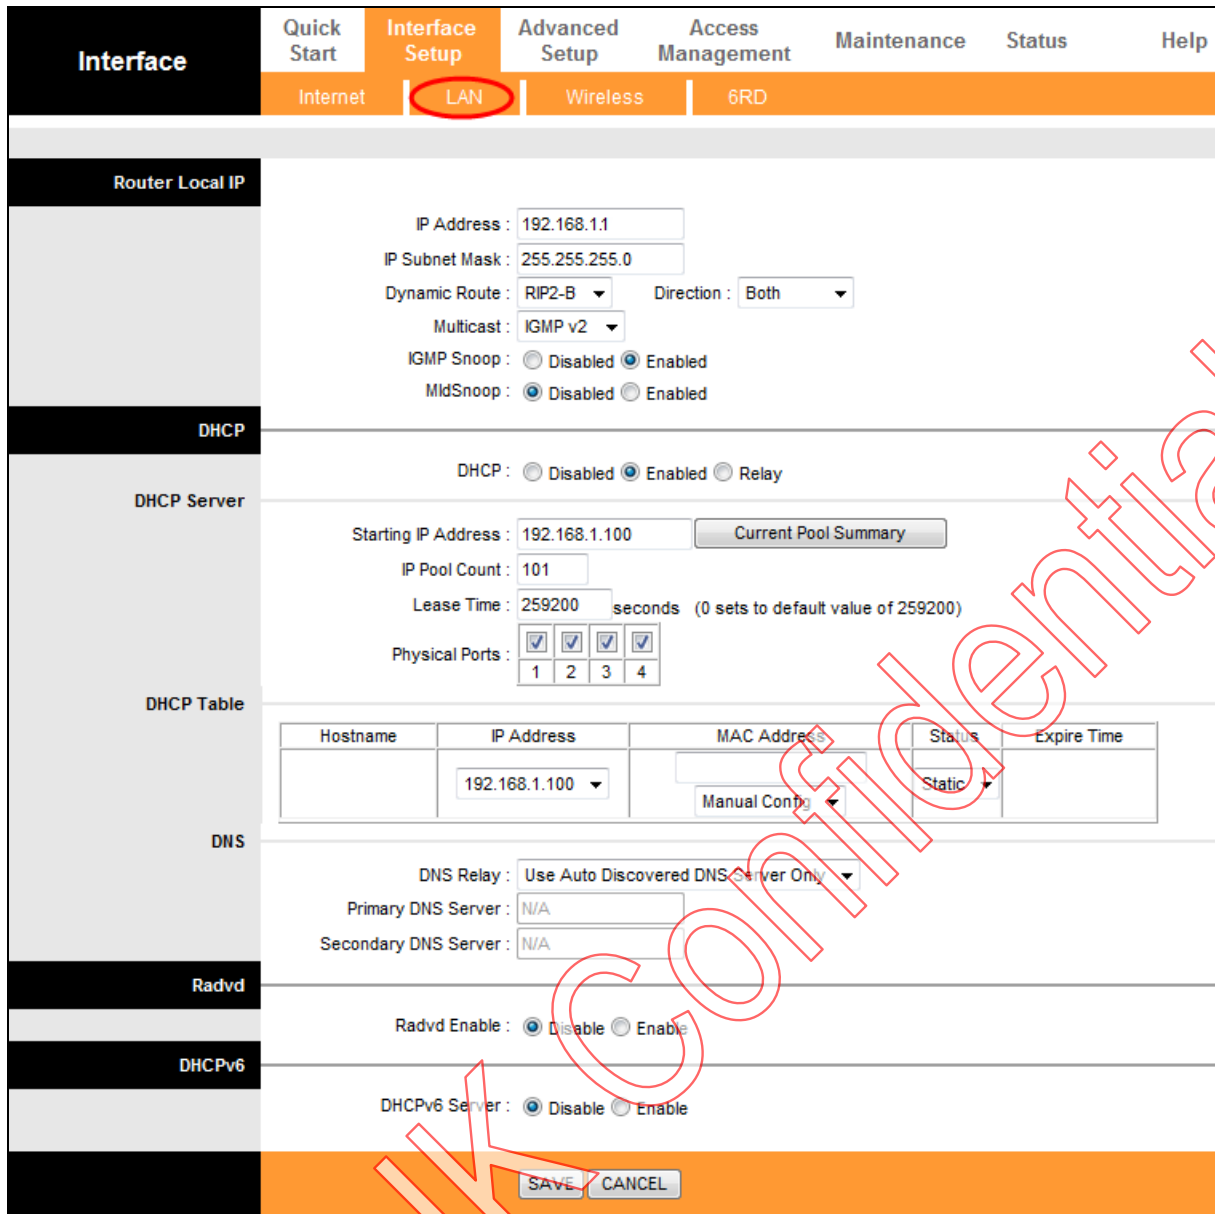 Interface
Quick Start
Interface Setup
Advanced Setup
Access Management
Maintenance
Status
Help
Internet
LAN
Wireless
6RD
Router Local IP
IP Address : 192.168.1.1
IP Subnet Mask : 255.255.255.0
Dynamic Route : RIP2-B Direction : Both
Multicast : IGMP v2
IGMP Snoop : Disabled Enabled
MldSnoop : Disabled Enabled
DHCP
DHCP : Disabled Enabled Relay
DHCP Server
Starting IP Address : 192.168.1.100 Current Pool Summary
IP Pool Count : 101
Lease Time : 259200 seconds (0 sets to default value of 259200)
Physical Ports :
1 2 3 4
DHCP Table
Hostname IP Address MAC Address Status Expire Time
192.168.1.100 Manual Config Static
DNS
DNS Relay : Use Auto Discovered DNS Server Only
Primary DNS Server : N/A
Secondary DNS Server : N/A
Radvd
Radvd Enable : Disable Enable
DHCPv6
DHCPv6 Server : Disable Enable
SAVE CANCEL
Confidential